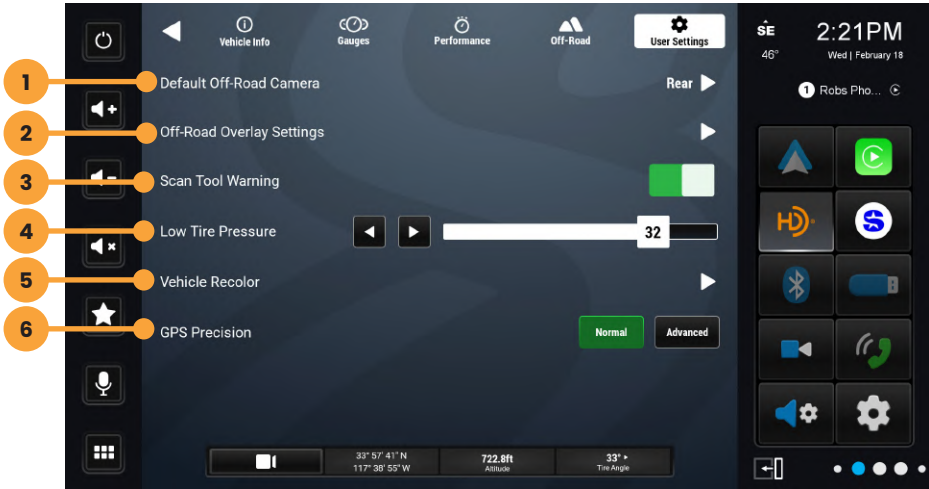 Vehicle Info
Gauges
Performance
Off-Road
User Settings
SE
46°
2:21PM
Wed | February 18
1 Robs Pho...
1 Default Off-Road Camera Rear
2 Off-Road Overlay Settings
3 Scan Tool Warning
4 Low Tire Pressure 32
5 Vehicle Recolor
6 GPS Precision Normal Advanced
HD
33° 57' 41" N
117° 38' 55" W
722.8ft
Altitude
33°
Tire Angle